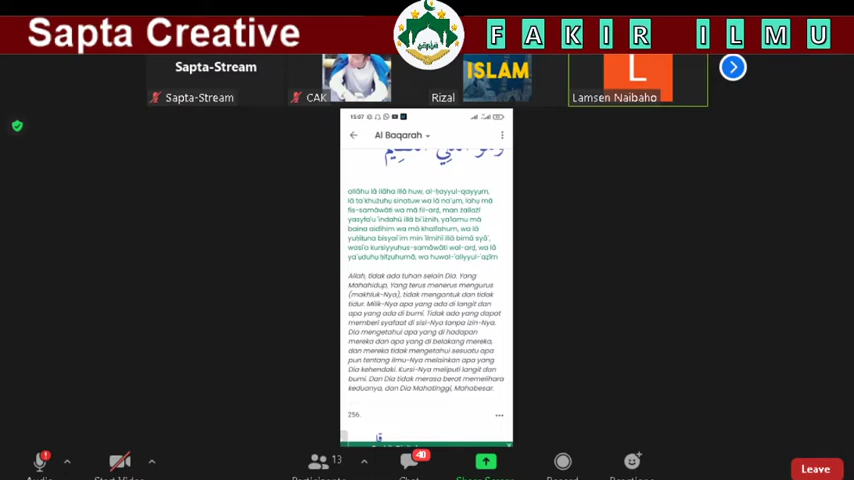 Sapta Creative
FAKIR ILMU
Sapta-Stream
ISLAM
L
Sapta-Stream
CAK
Rizal
Lamsen Naibaho
15:07
Al Baqarah
allāhu lā ilāha illā huw, al-ḥayyul-qayyụm,
lā ta`khużuhụ sinatuw wa lā na`ụm, lahụ mā
fis-samāwāti wa mā fil-arḍ, man żallażī
yasyfa'u 'indahū illā bi`iżnih, ya'lamu mā
baina aidīhim wa mā khalfahum, wa lā
yuḥīṭụna bisyai`im min 'ilmihī illā bimā syā`,
wasi'a kursiyyuhus-samāwāti wal-arḍ, wa lā
ya`ụduhụ ḥifẓuhumā, wa huwal-'aliyyul-'aẓīm
Allah, tidak ada tuhan selain Dia. Yang
Mahahidup, Yang terus menerus mengurus
(makhluk-Nya), tidak mengantuk dan tidak
tidur. Milik-Nya apa yang ada di langit dan
apa yang ada di bumi. Tidak ada yang dapat
memberi syafaat di sisi-Nya tanpa izin-Nya.
Dia mengetahui apa yang di hadapan
mereka dan apa yang di belakang mereka,
dan mereka tidak mengetahui sesuatu apa
pun tentang ilmu-Nya melainkan apa yang
Dia kehendaki. Kursi-Nya meliputi langit dan
bumi. Dan Dia tidak merasa berat memelihara
keduanya, dan Dia Mahatinggi, Mahabesar.
256.
40
13
Leave